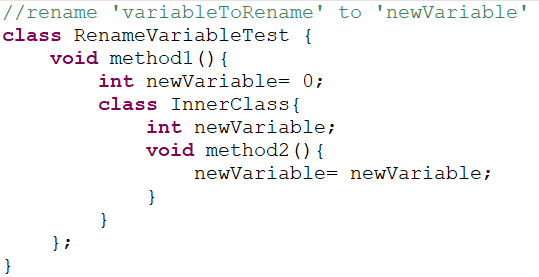 //rename 'variableToRename' to 'newVariable'
class RenameVariableTest {
    void method1(){
        int newVariable= 0;
        class InnerClass{
            int newVariable;
            void method2(){
                newVariable= newVariable;
            }
        }
    };
}